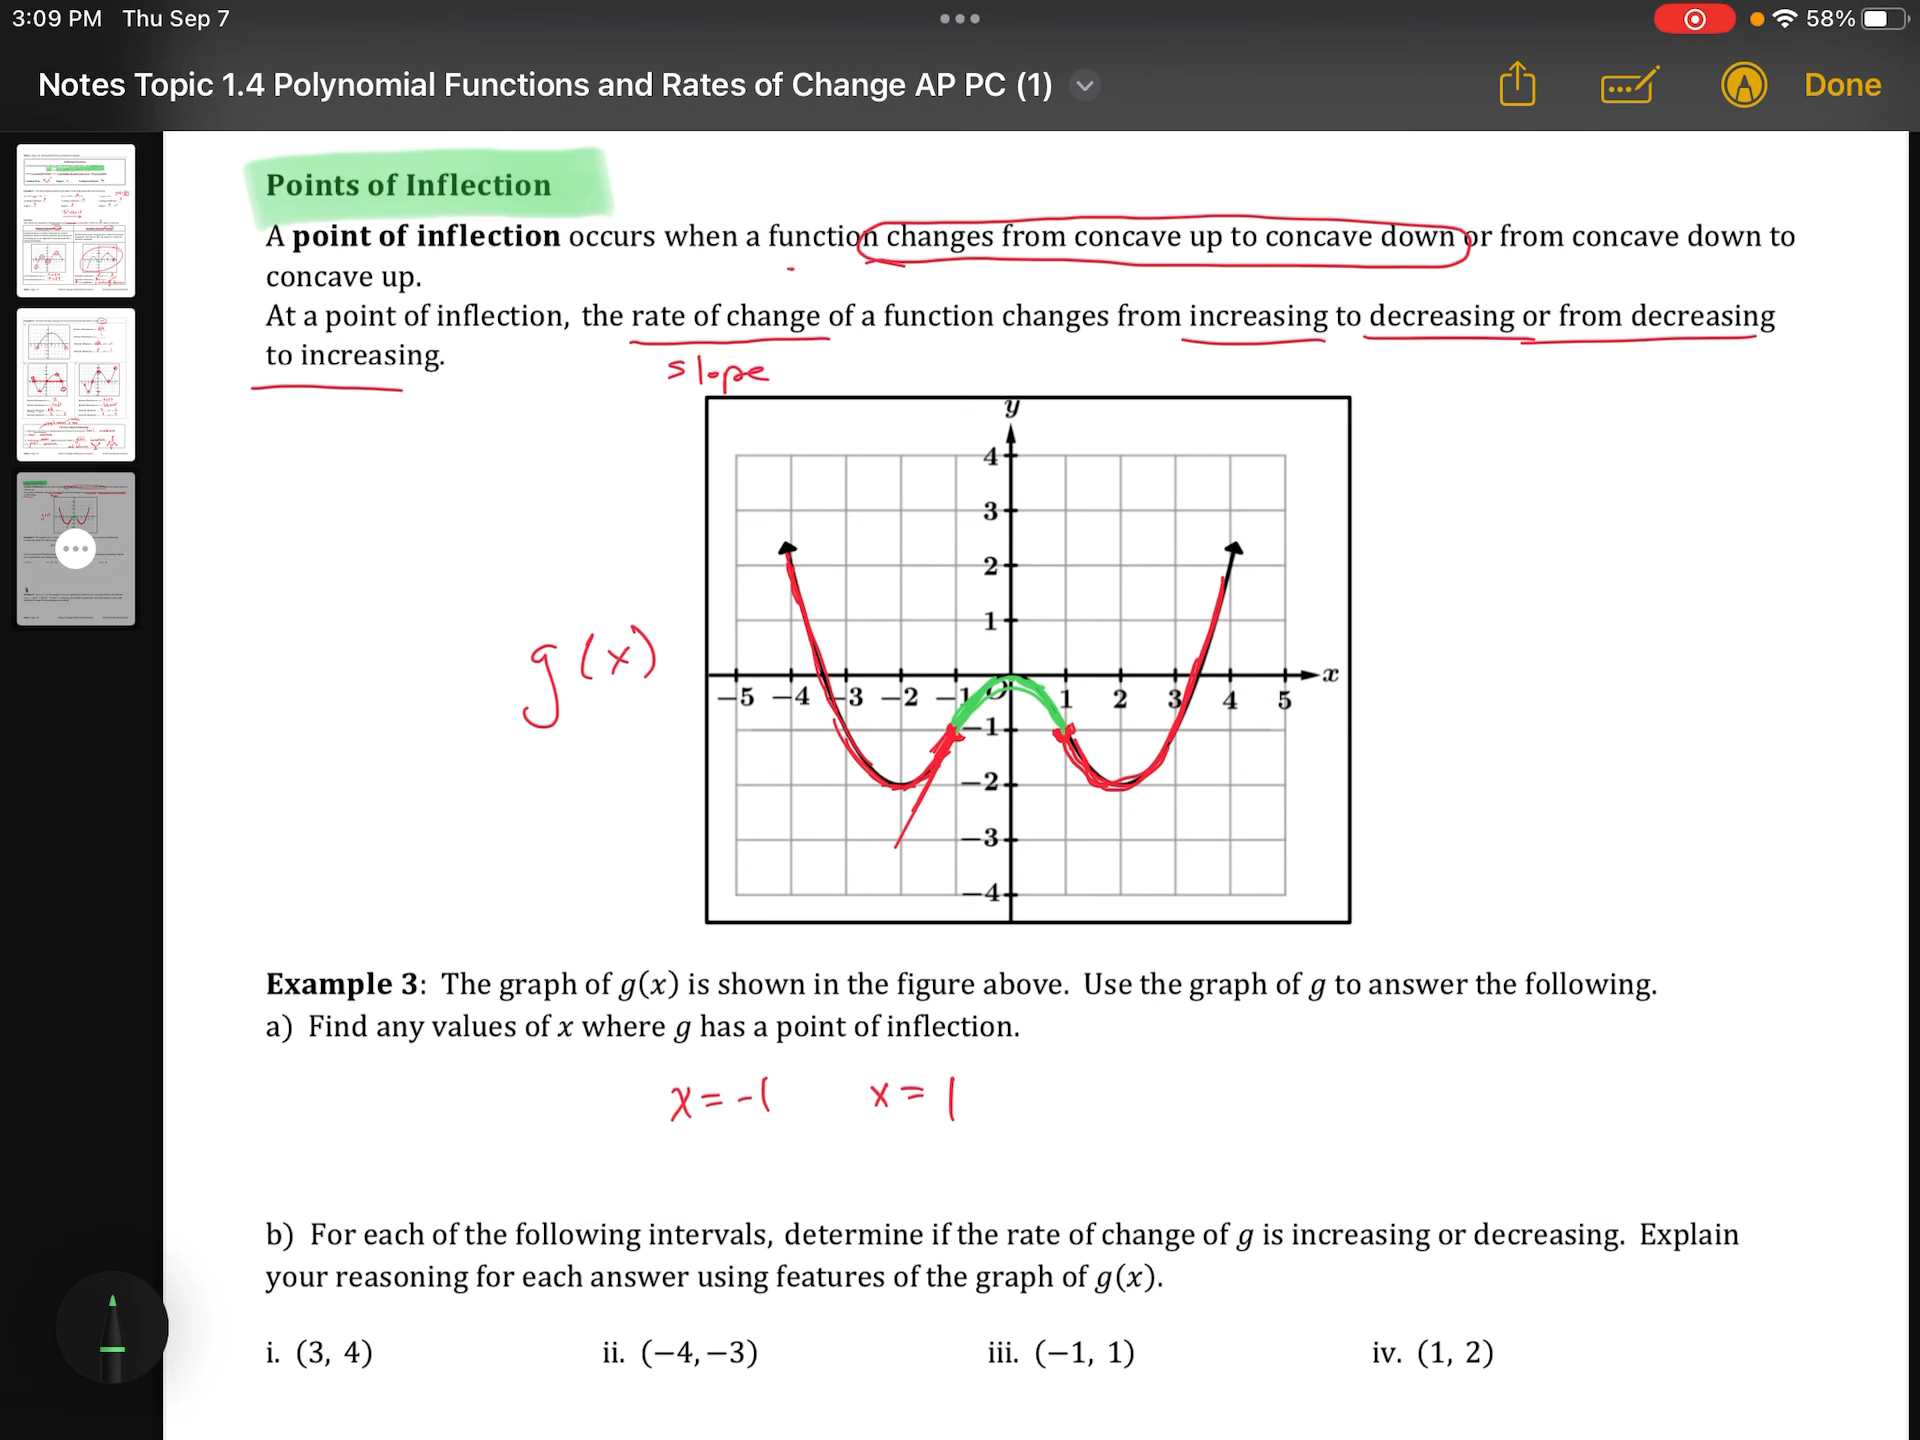 3:09 PM Thu Sep 7
58%
Notes Topic 1.4 Polynomial Functions and Rates of Change AP PC (1)
Done
Points of Inflection
A point of inflection occurs when a function changes from concave up to concave down or from concave down to
concave up.
At a point of inflection, the rate of change of a function changes from increasing to decreasing or from decreasing
to increasing.
slope
y
4
3
2
1
g(x)
−5 −4 −3 −2 −1 O 1 2 3 4 5 x
−1
−2
−3
−4
Example 3: The graph of g(x) is shown in the figure above. Use the graph of g to answer the following.
a) Find any values of x where g has a point of inflection.
x = -1 x = 1
b) For each of the following intervals, determine if the rate of change of g is increasing or decreasing. Explain
your reasoning for each answer using features of the graph of g(x).
i. (3, 4) ii. (−4, −3) iii. (−1, 1) iv. (1, 2)